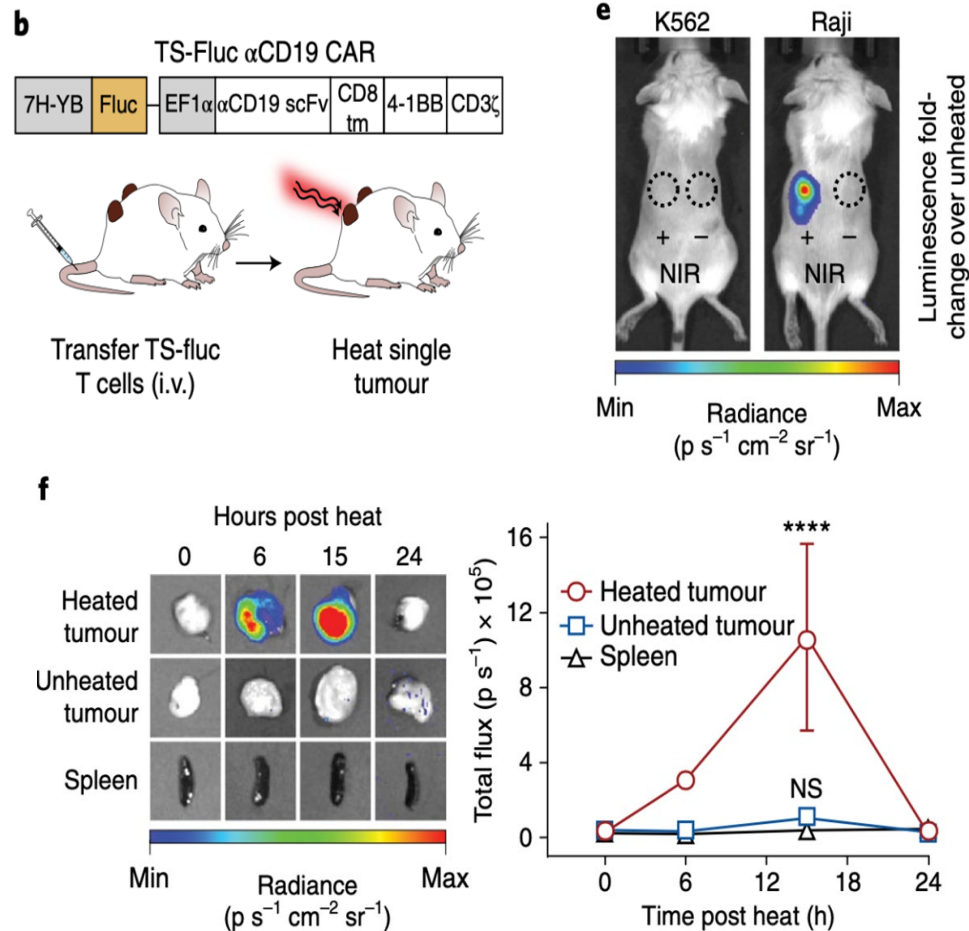 b
TS-Fluc αCD19 CAR
7H-YB
Fluc
EF1α
αCD19 scFv
CD8
tm
4-1BB
CD3ζ
Transfer TS-fluc
T cells (i.v.)
Heat single
tumour
e
K562
Raji
+
−
NIR
+
−
NIR
Luminescence fold-
change over unheated
Min
Max
Radiance
(p s⁻¹ cm⁻² sr⁻¹)
f
Hours post heat
0 6 15 24
Heated
tumour
Unheated
tumour
Spleen
Min
Max
Radiance
(p s⁻¹ cm⁻² sr⁻¹)
Total flux (p s⁻¹) × 10⁵
16
12
8
4
0
****
Heated tumour
Unheated tumour
Spleen
NS
0 6 12 18 24
Time post heat (h)